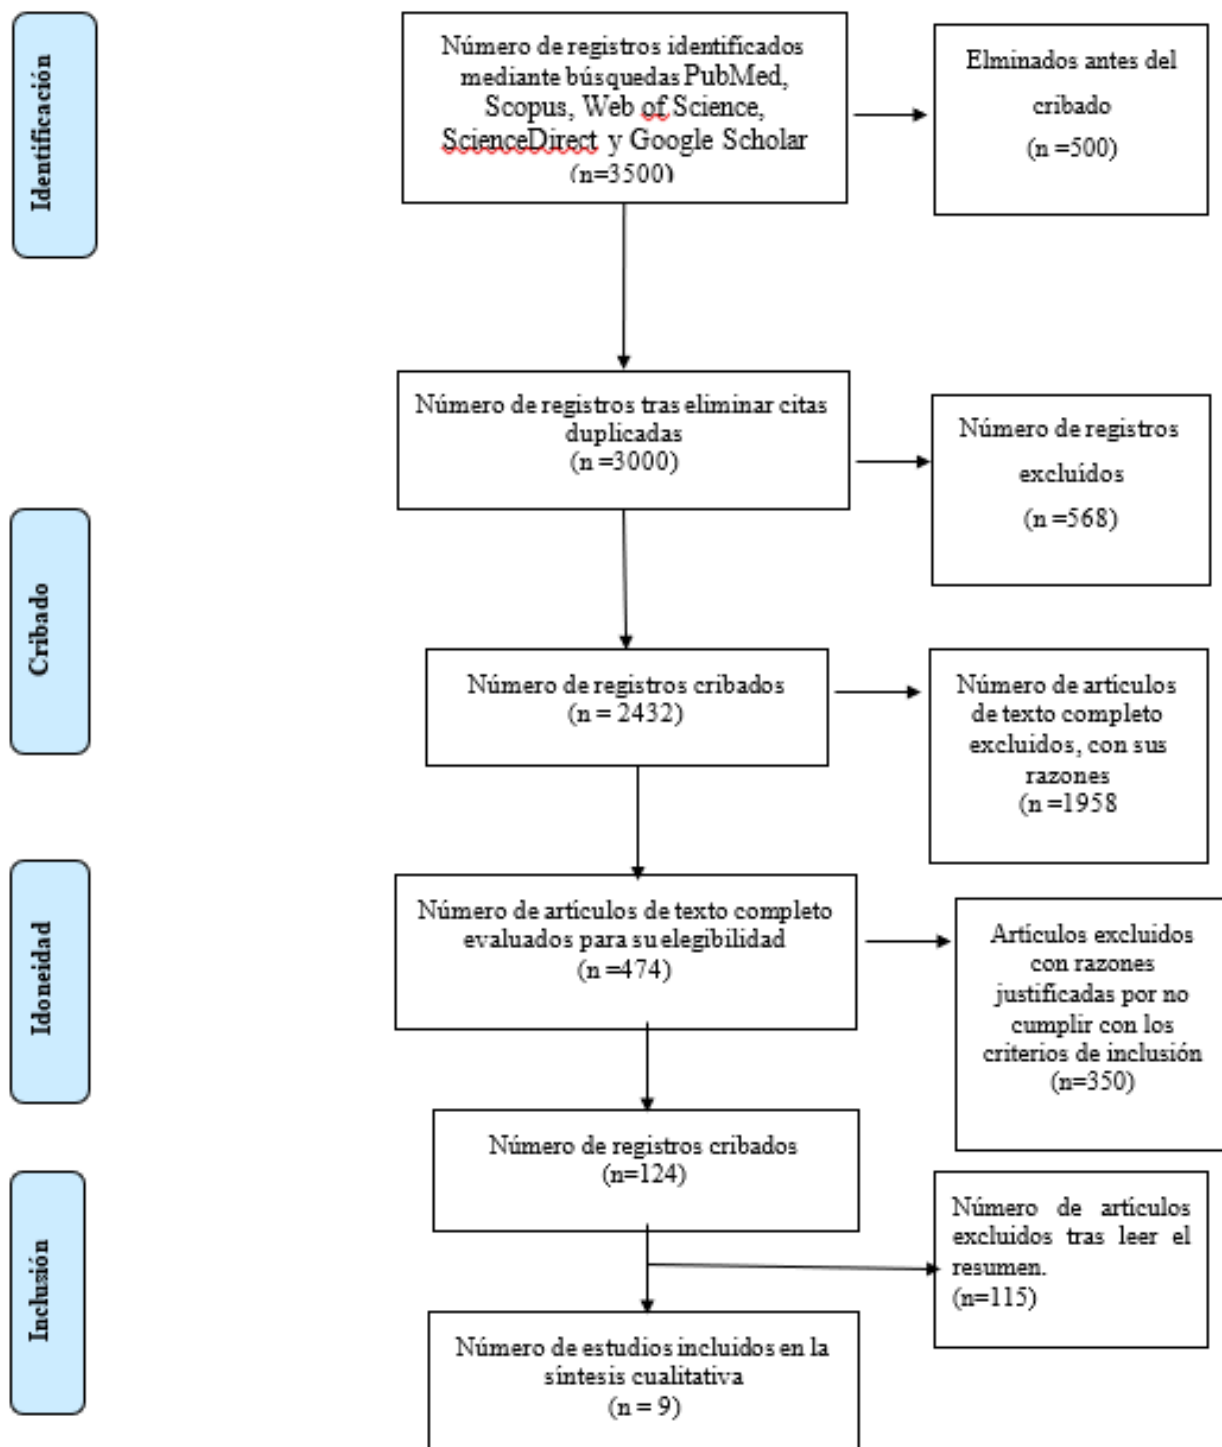 Identificación
Número de registros identificados
mediante búsquedas PubMed,
Scopus, Web of Science,
ScienceDirect y Google Scholar
(n=3500)
Elminados antes del
cribado
(n =500)
Número de registros tras eliminar citas
duplicadas
(n =3000)
Número de registros
excluídos
(n =568)
Cribado
Número de registros cribados
(n = 2432)
Número de artículos
de texto completo
excluidos, con sus
razones
(n =1958
Idoneidad
Número de artículos de texto completo
evaluados para su elegibilidad
(n =474)
Artículos excluidos
con razones
justificadas por no
cumplir con los
criterios de inclusión
(n=350)
Número de registros cribados
(n=124)
Inclusión
Número de artículos
excluidos tras leer el
resumen.
(n=115)
Número de estudios incluidos en la
síntesis cualitativa
(n = 9)